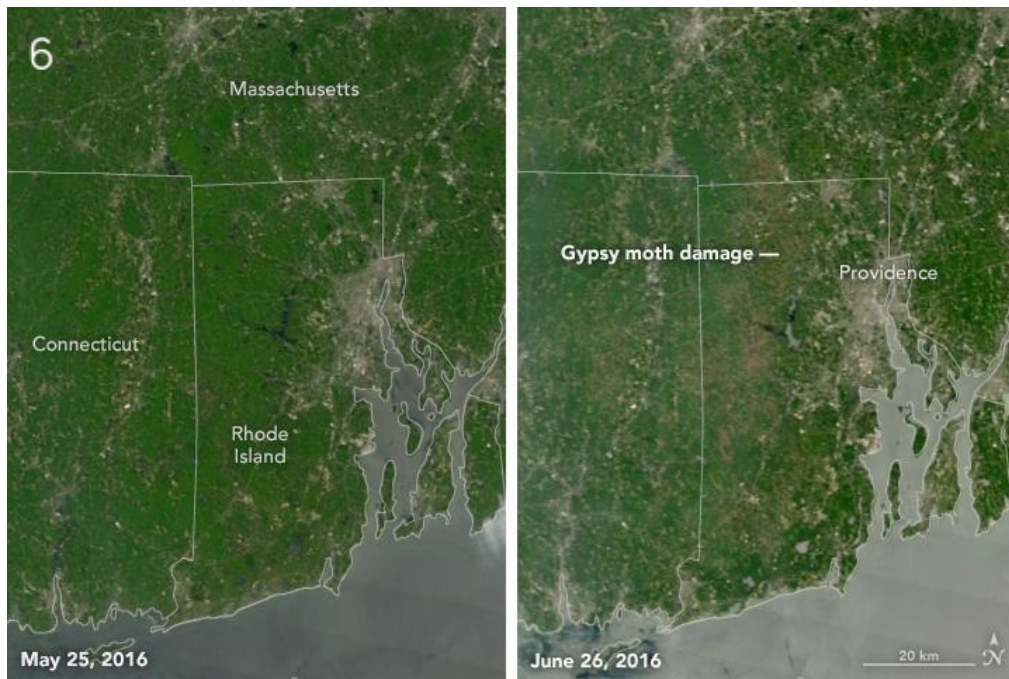 6
Massachusetts
Connecticut
Rhode
Island
May 25, 2016
Gypsy moth damage
Providence
June 26, 2016
20 km
N